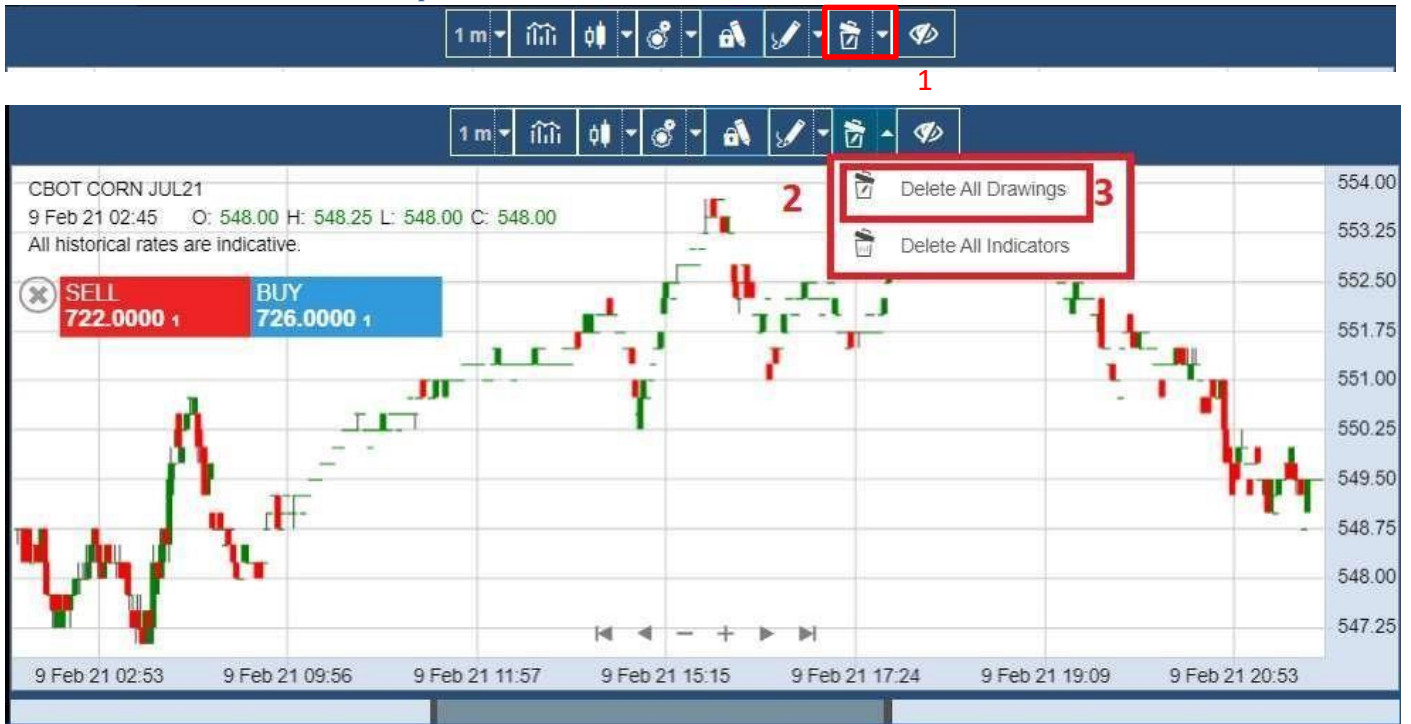 1 m
1
1 m
CBOT CORN JUL21
9 Feb 21 02:45 O: 548.00 H: 548.25 L: 548.00 C: 548.00
All historical rates are indicative.
SELL
722.0000 1
BUY
726.0000 1
2
Delete All Drawings
3
Delete All Indicators
554.00
553.25
552.50
551.75
551.00
550.25
549.50
548.75
548.00
547.25
9 Feb 21 02:53 9 Feb 21 09:56 9 Feb 21 11:57 9 Feb 21 15:15 9 Feb 21 17:24 9 Feb 21 19:09 9 Feb 21 20:53